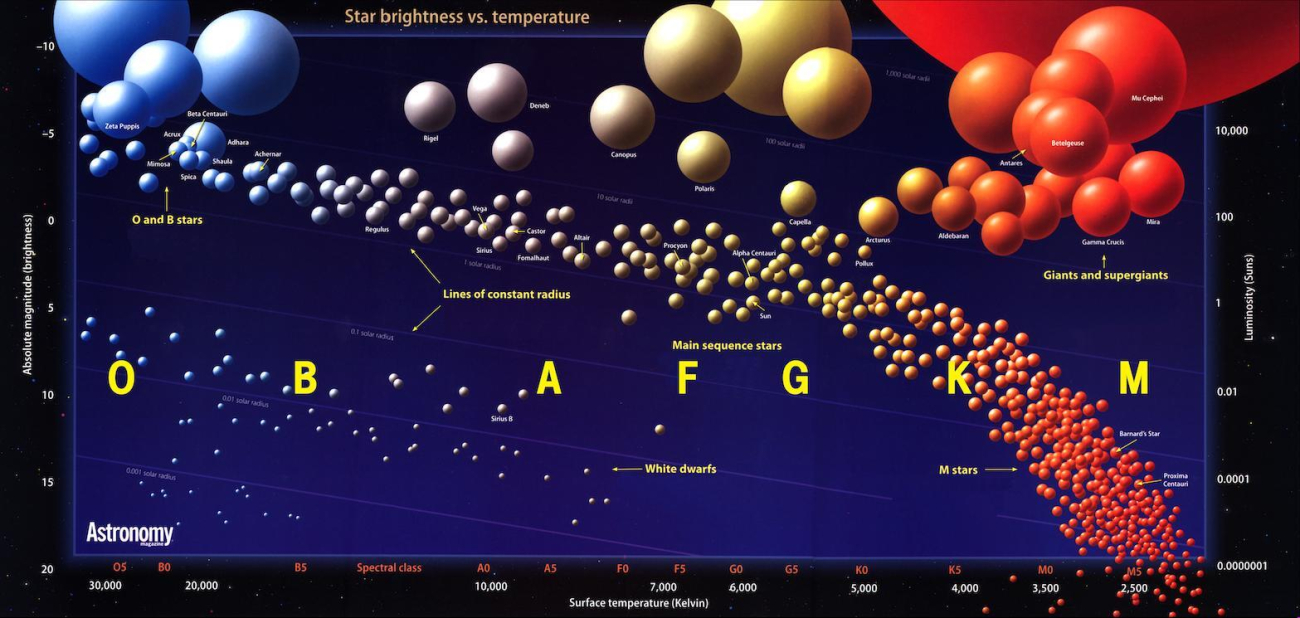 Star brightness vs. temperature
–10
–5
0
5
10
15
20
Absolute magnitude (brightness)
10,000
100
1
0.01
0.0001
0.0000001
Luminosity (Suns)
1,000 solar radii
100 solar radii
10 solar radii
1 solar radius
0.1 solar radius
0.01 solar radius
0.001 solar radius
Zeta Puppis
Beta Centauri
Acrux
Adhara
Mimosa
Shaula
Achernar
Spica
O and B stars
Rigel
Deneb
Canopus
Polaris
Mu Cephei
Betelgeuse
Antares
Regulus
Vega
Castor
Sirius
Fomalhaut
Altair
Procyon
Alpha Centauri
Sun
Capella
Arcturus
Pollux
Aldebaran
Gamma Crucis
Mira
Giants and supergiants
Lines of constant radius
Main sequence stars
O B A F G K M
Sirius B
White dwarfs
M stars
Barnard's Star
Proxima
Centauri
Astronomy
magazine
O5 B0 B5 Spectral class A0 A5 F0 F5 G0 G5 K0 K5 M0 M5
30,000 20,000 10,000 7,000 6,000 5,000 4,000 3,500 2,500
Surface temperature (Kelvin)